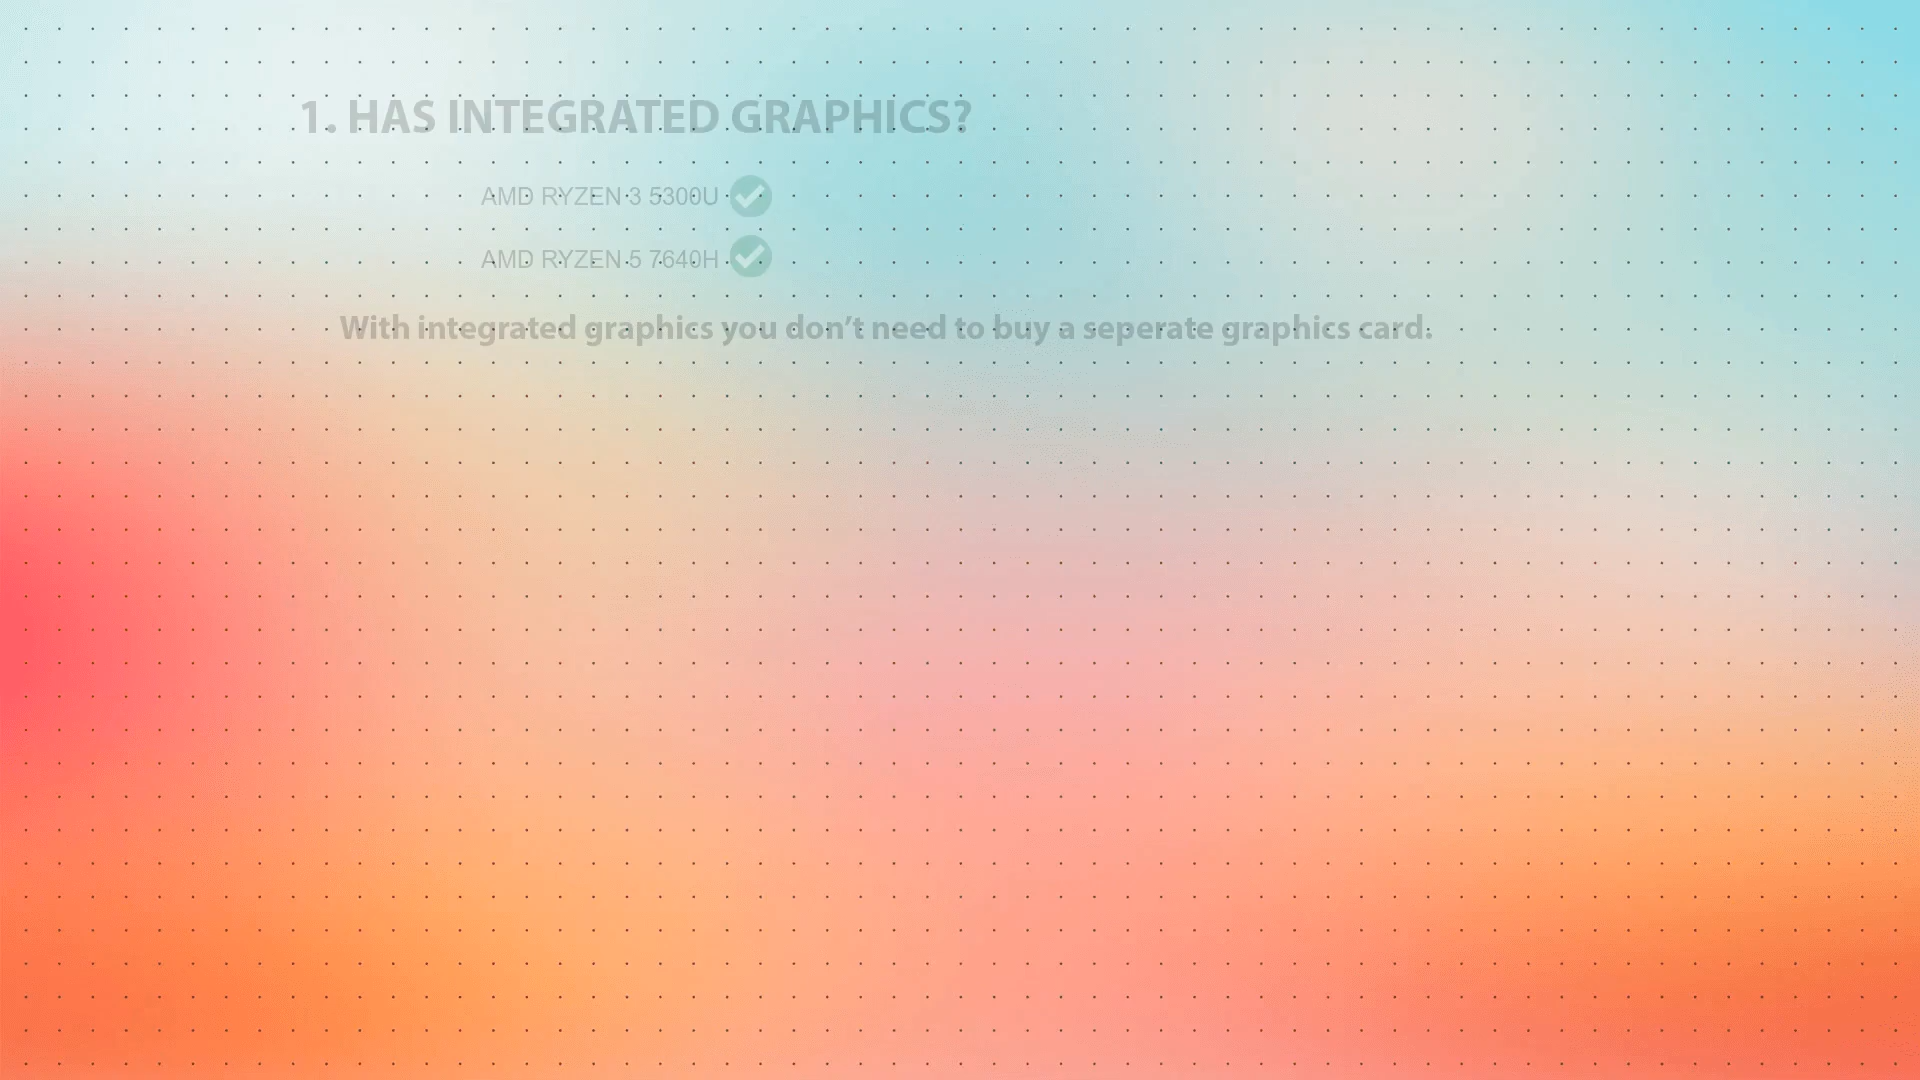 1. HAS INTEGRATED GRAPHICS?
AMD RYZEN 3 5300U
AMD RYZEN 5 7640H
With integrated graphics you don’t need to buy a seperate graphics card.